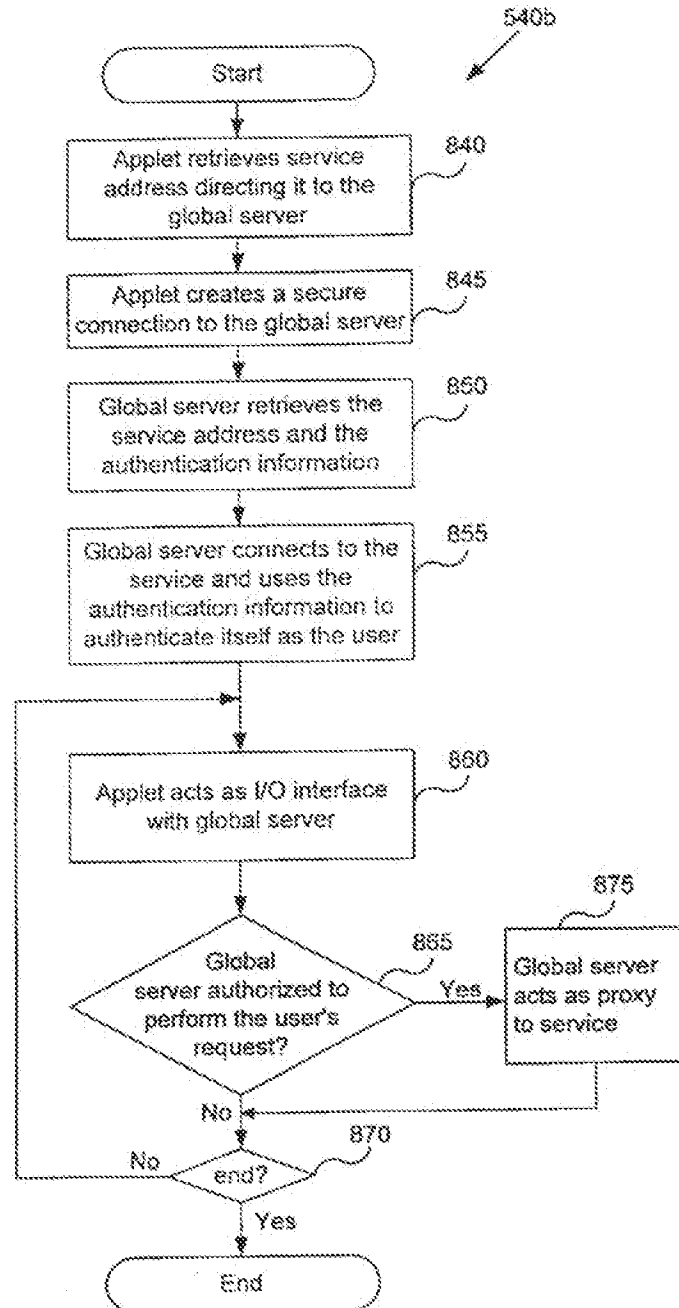 540b
Start
Applet retrieves service
address directing it to the
global server
840
Applet creates a secure
connection to the global server
845
Global server retrieves the
service address and the
authentication information
850
Global server connects to the
service and uses the
authentication information to
authenticate itself as the user
855
Applet acts as I/O interface
with global server
860
Global
server authorized to
perform the user's
request?
865
Yes
Global server
acts as proxy
to service
875
No
end?
870
No
Yes
End